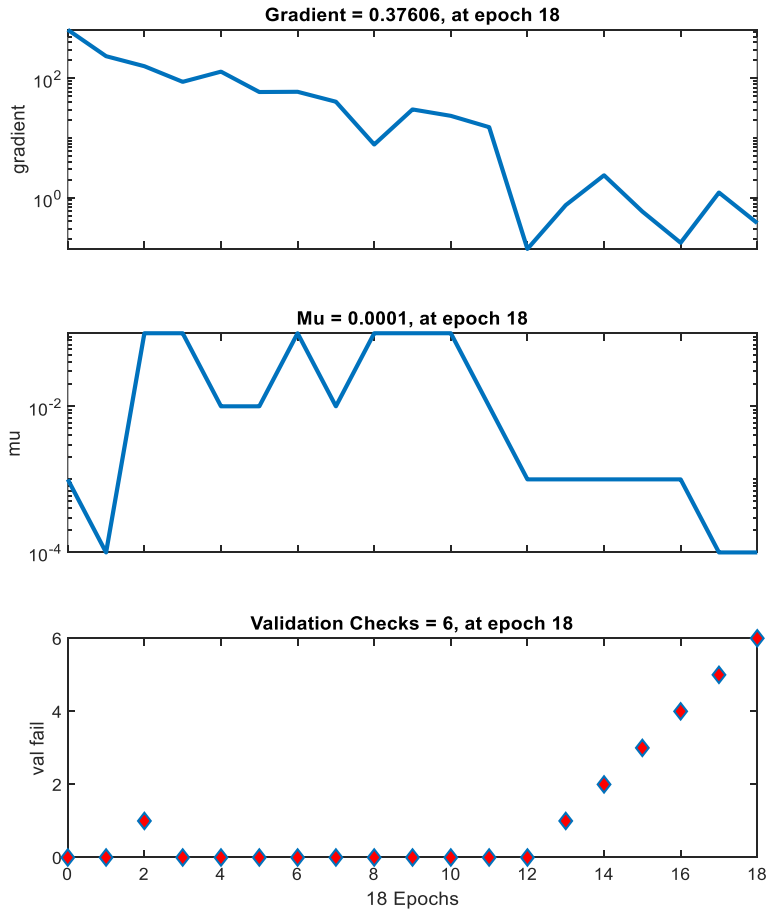 Gradient = 0.37606, at epoch 18
10^2
10^0
gradient
Mu = 0.0001, at epoch 18
10^-2
10^-4
mu
Validation Checks = 6, at epoch 18
6
4
2
0
val fail
0 2 4 6 8 10 12 14 16 18
18 Epochs